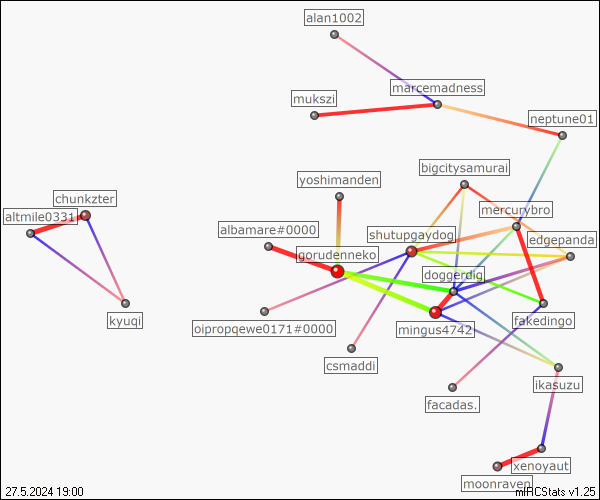 alan1002
marcemadness
mukszi
neptune01
bigcitysamurai
yoshimanden
chunkzter
mercurybro
altmile0331
albamare#0000
shutupgaydog
edgepanda
gorudenneko
doggerdig
kyuqi
oipropqewe0171#0000
mingus4742
fakedingo
csmaddi
ikasuzu
facadas.
xenoyaut
moonraven
27.5.2024 19:00
mIRCStats v1.25